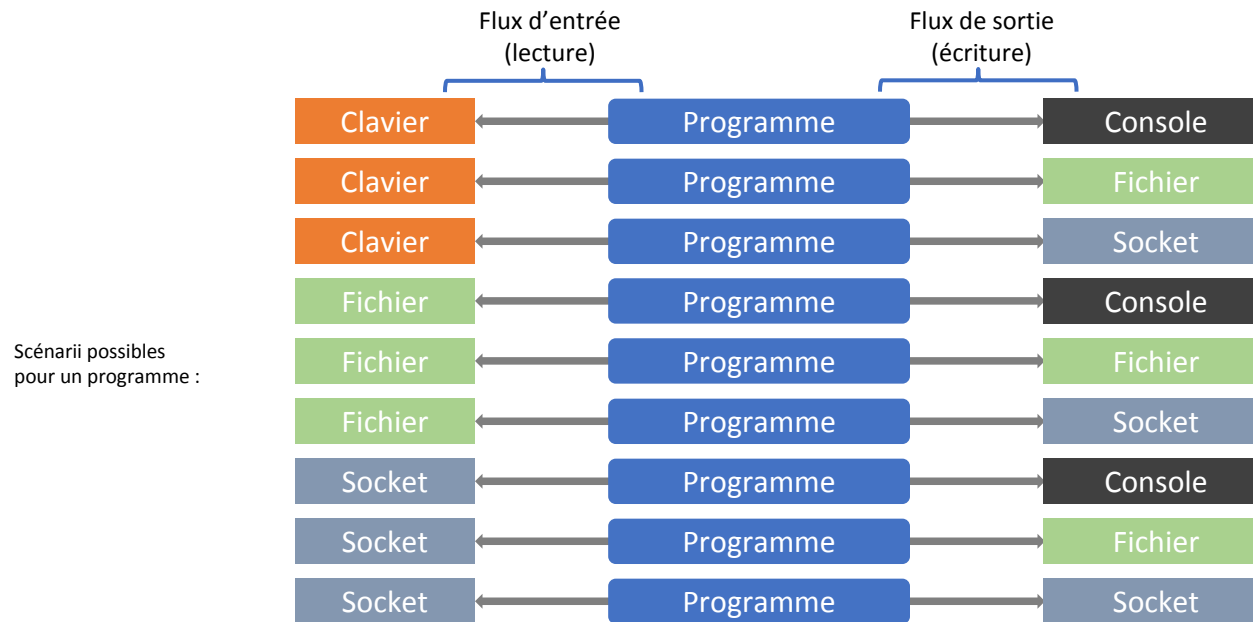 Flux d’entrée
(lecture)
Flux de sortie
(écriture)
Clavier Programme Console
Clavier Programme Fichier
Clavier Programme Socket
Fichier Programme Console
Scénarii possibles
pour un programme :
Fichier Programme Fichier
Fichier Programme Socket
Socket Programme Console
Socket Programme Fichier
Socket Programme Socket